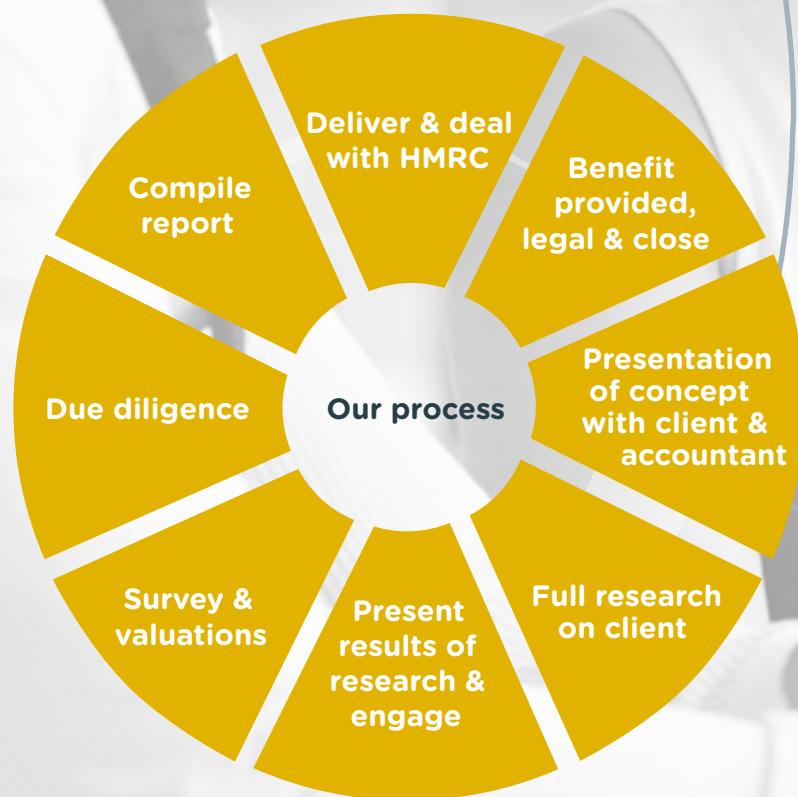 Deliver & deal
with HMRC
Benefit
provided,
legal & close
Presentation
of concept
with client &
accountant
Full research
on client
Present
results of
research &
engage
Survey &
valuations
Due diligence
Compile
report
Our process